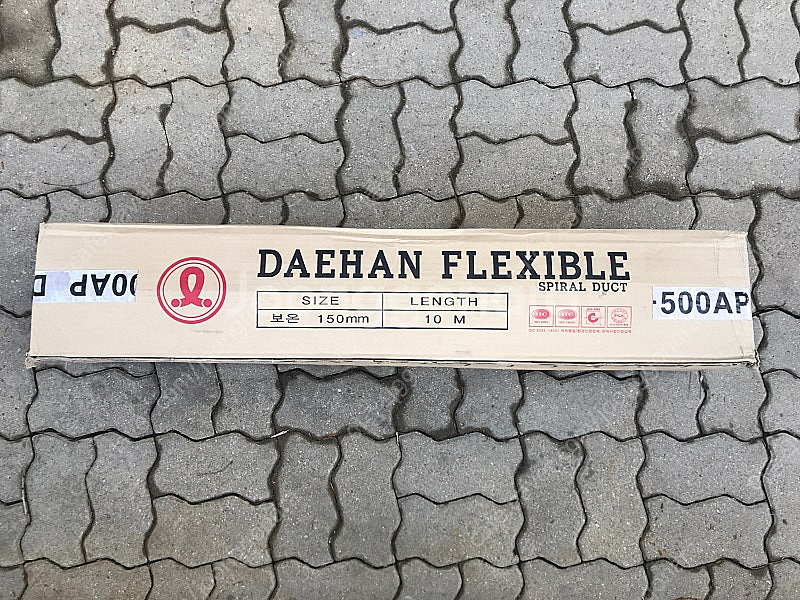 DAEHAN FLEXIBLE
SPIRAL DUCT
SIZE LENGTH
보온 150mm 10 M
00AP D
-500AP